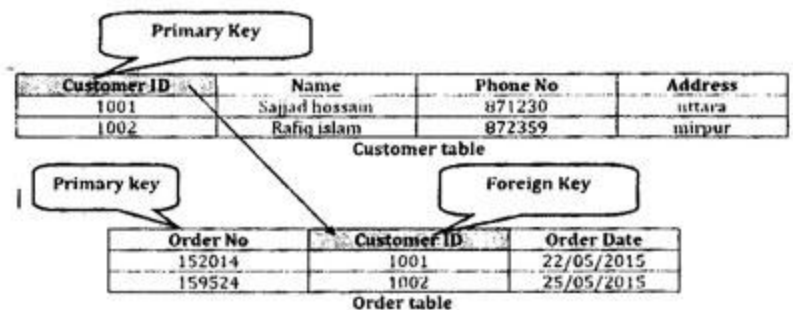 Primary Key
Customer ID Name Phone No Address
1001 Sajjad hossain 871230 uttara
1002 Rafiq islam 872359 mirpur
Customer table
Primary key Foreign Key
Order No Customer ID Order Date
152014 1001 22/05/2015
159524 1002 25/05/2015
Order table